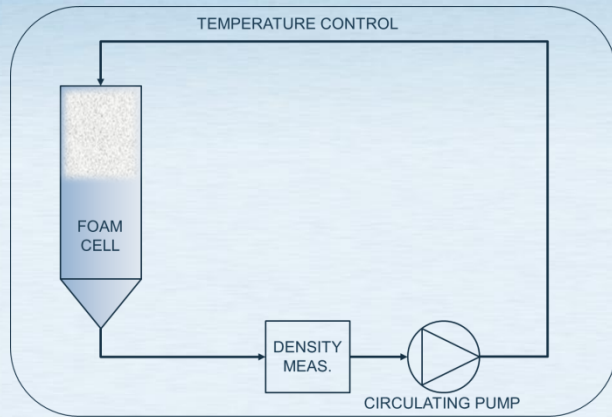 TEMPERATURE CONTROL
FOAM
CELL
DENSITY
MEAS.
CIRCULATING PUMP